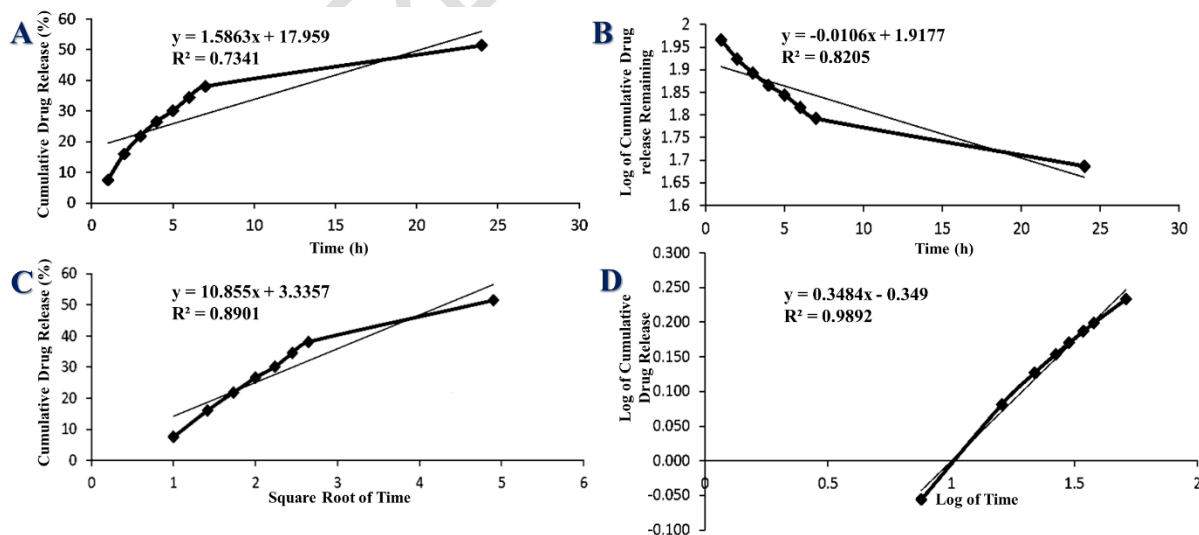 A
Cumulative Drug Release (%)
60
50
40
30
20
10
0
y = 1.5863x + 17.959
R² = 0.7341
0 5 10 15 20 25 30
Time (h)
B
Log of Cumulative Drug
release Remaining
2
1.95
1.9
1.85
1.8
1.75
1.7
1.65
1.6
y = -0.0106x + 1.9177
R² = 0.8205
0 5 10 15 20 25 30
Time (h)
C
Cumulative Drug Release (%)
60
50
40
30
20
10
0
y = 10.855x + 3.3357
R² = 0.8901
0 1 2 3 4 5 6
Square Root of Time
D
Log of Cumulative
Drug Release
0.300
0.250
0.200
0.150
0.100
0.050
0.000
-0.050
-0.100
y = 0.3484x - 0.349
R² = 0.9892
0 0.5 1 1.5 2
Log of Time